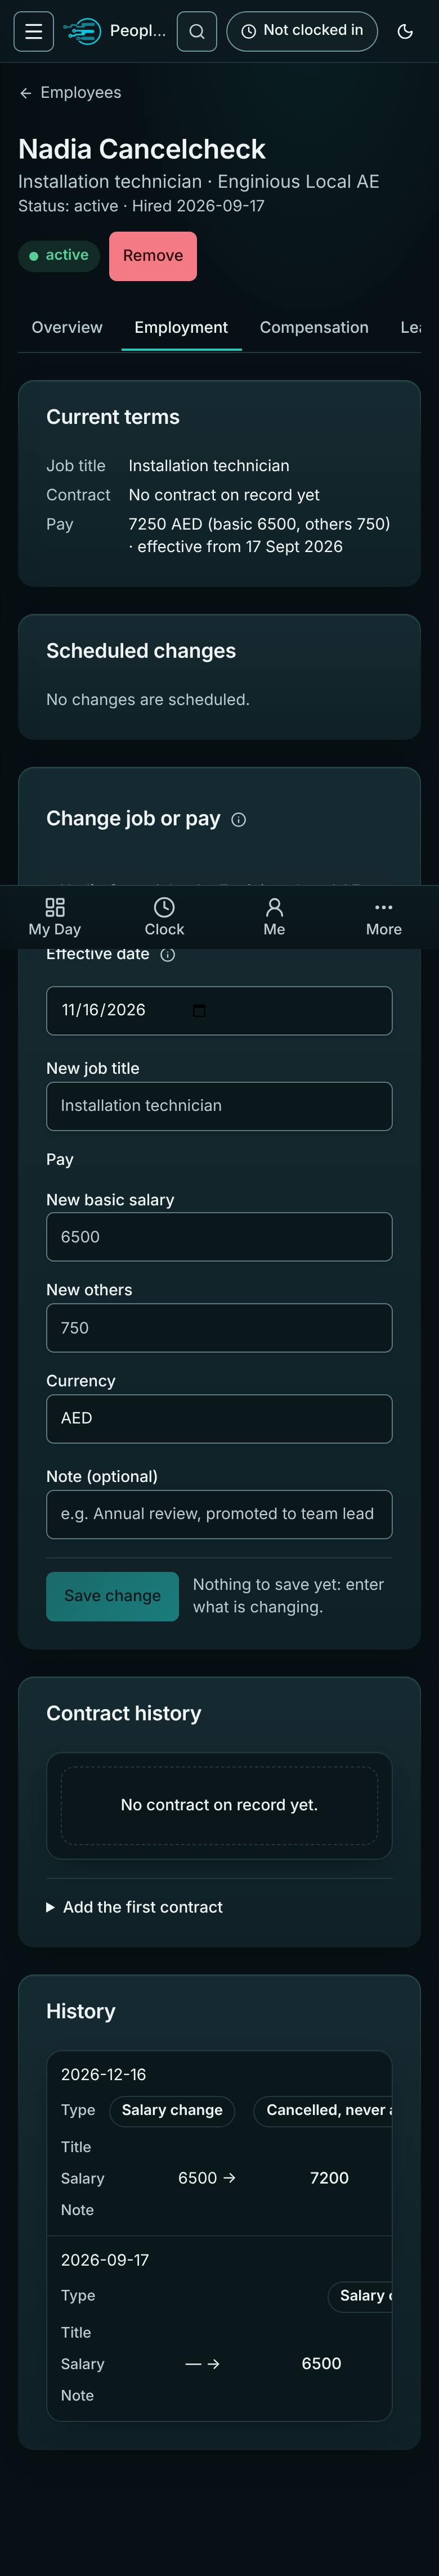 Peopl...
Not clocked in
← Employees
Nadia Cancelcheck
Installation technician · Enginious Local AE
Status: active · Hired 2026-09-17
active
Remove
Overview
Employment
Compensation
Lea
Current terms
Job title Installation technician
Contract No contract on record yet
Pay 7250 AED (basic 6500, others 750)
· effective from 17 Sept 2026
Scheduled changes
No changes are scheduled.
Change job or pay
My Day
Clock
Me
More
Effective date
11/16/2026
New job title
Installation technician
Pay
New basic salary
6500
New others
750
Currency
AED
Note (optional)
e.g. Annual review, promoted to team lead
Save change
Nothing to save yet: enter
what is changing.
Contract history
No contract on record yet.
Add the first contract
History
2026-12-16
Type Salary change Cancelled, never a
Title
Salary 6500 → 7200
Note
2026-09-17
Type Salary c
Title
Salary — → 6500
Note